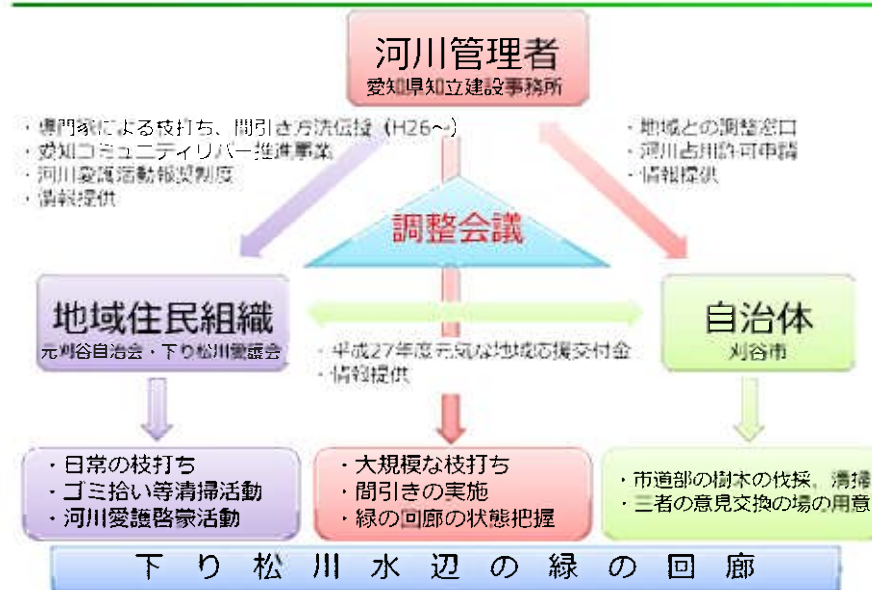 河川管理者
愛知県知立建設事務所
・専門家による枝打ち、間引き方法伝授（H26～）
・愛知コミュニティリバー推進事業
・河川愛護活動報奨制度
・情報提供
・地域との調整窓口
・河川占用許可申請
・情報提供
調整会議
地域住民組織
元刈谷自治会・下り松川愛護会
自治体
刈谷市
・平成27年度元気な地域応援交付金
・情報提供
・日常の枝打ち
・ゴミ拾い等清掃活動
・河川愛護啓蒙活動
・大規模な枝打ち
・間引きの実施
・緑の回廊の状態把握
・市道部の樹木の伐採，清掃
・三者の意見交換の場の用意
下り松川水辺の緑の回廊